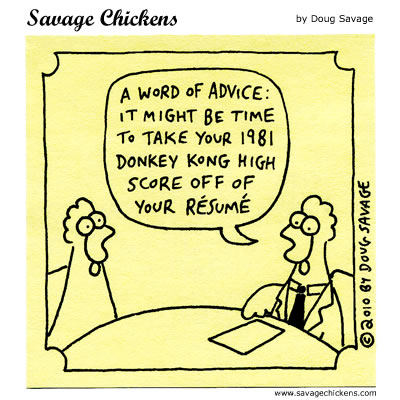 Savage Chickens
by Doug Savage
A WORD OF ADVICE:
IT MIGHT BE TIME
TO TAKE YOUR 1981
DONKEY KONG HIGH
SCORE OFF OF
YOUR RÉSUMÉ
©2010 BY DOUG SAVAGE
www.savagechickens.com